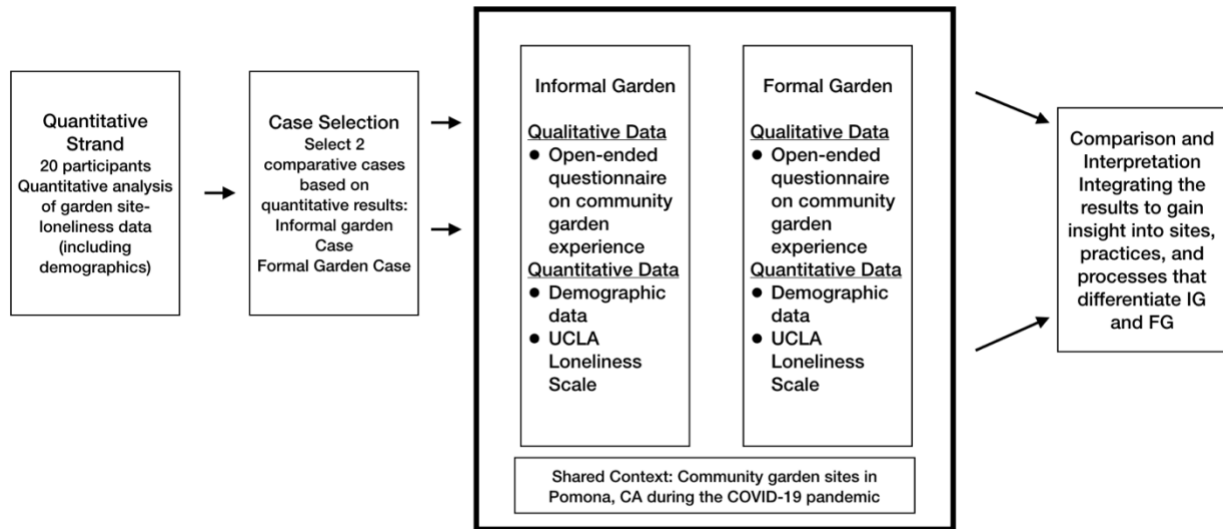 Quantitative
Strand
20 participants
Quantitative analysis
of garden site-
loneliness data
(including
demographics)
Case Selection
Select 2
comparative cases
based on
quantitative results:
Informal garden
Case
Formal Garden Case
Informal Garden
Qualitative Data
● Open-ended
questionnaire
on community
garden
experience
Quantitative Data
● Demographic
data
● UCLA
Loneliness
Scale
Formal Garden
Qualitative Data
● Open-ended
questionnaire
on community
garden
experience
Quantitative Data
● Demographic
data
● UCLA
Loneliness
Scale
Shared Context: Community garden sites in
Pomona, CA during the COVID-19 pandemic
Comparison and
Interpretation
Integrating the
results to gain
insight into sites,
practices, and
processes that
differentiate IG
and FG